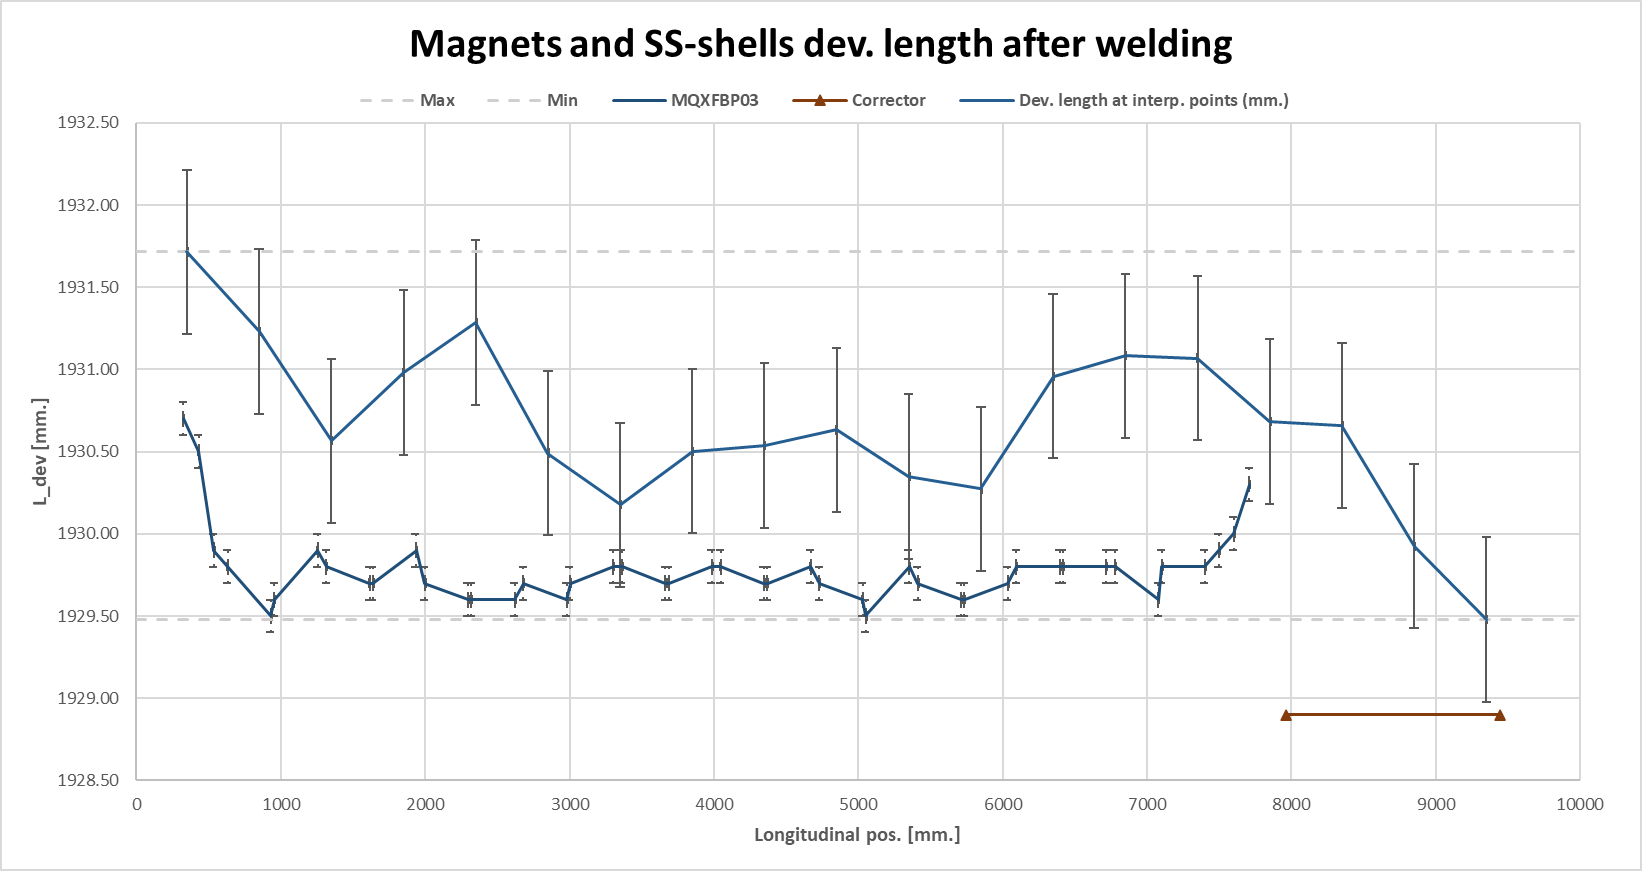 Magnets and SS-shells dev. length after welding
Max Min MQXFBP03 Corrector Dev. length at interp. points (mm.)
1932.50
1932.00
1931.50
1931.00
1930.50
1930.00
1929.50
1929.00
1928.50
L_dev [mm.]
0 1000 2000 3000 4000 5000 6000 7000 8000 9000 10000
Longitudinal pos. [mm.]